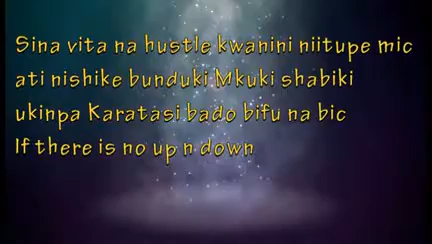 Sina vita na hustle kwanini niitupe mic
ati nishike bunduki Mkuki shabiki
ukinpa Karatasi bado bifu na bic
If there is no up n down